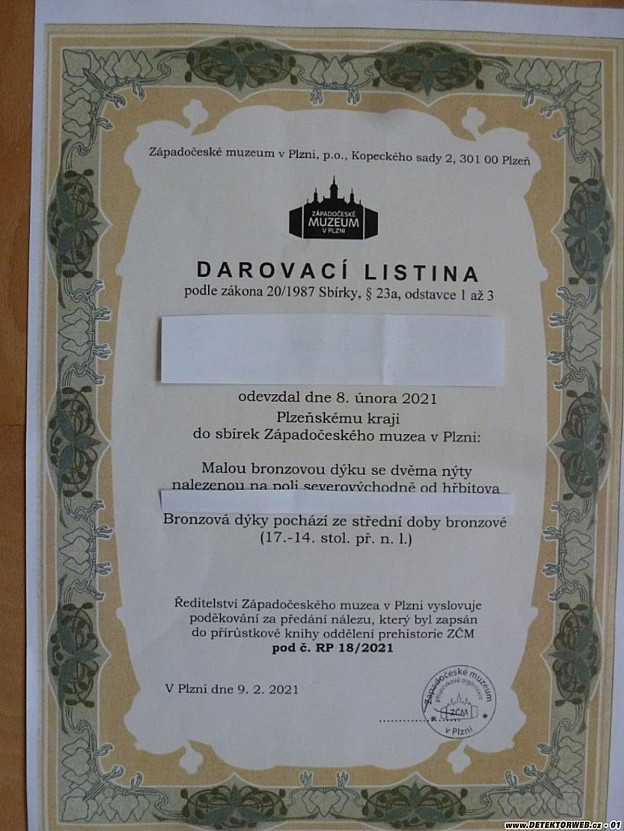 Západočeské muzeum v Plzni, p.o., Kopeckého sady 2, 301 00 Plzeň
ZÁPADOČESKÉ
MUZEUM
V PLZNI
DAROVACÍ LISTINA
podle zákona 20/1987 Sbírky, § 23a, odstavce 1 až 3
odevzdal dne 8. února 2021
Plzeňskému kraji
do sbírek Západočeského muzea v Plzni:
Malou bronzovou dýku se dvěma nýty
nalezenou na poli severovýchodně od hřbitova
Bronzová dýky pochází ze střední doby bronzové
(17.-14. stol. př. n. l.)
Ředitelství Západočeského muzea v Plzni vyslovuje
poděkování za předání nálezu, který byl zapsán
do přírůstkové knihy oddělení prehistorie ZČM
pod č. RP 18/2021
V Plzni dne 9. 2. 2021
Západočeské muzeum
příspěvková organizace
ZČM
v Plzni
www.DETEKTORWEB.cz - 01